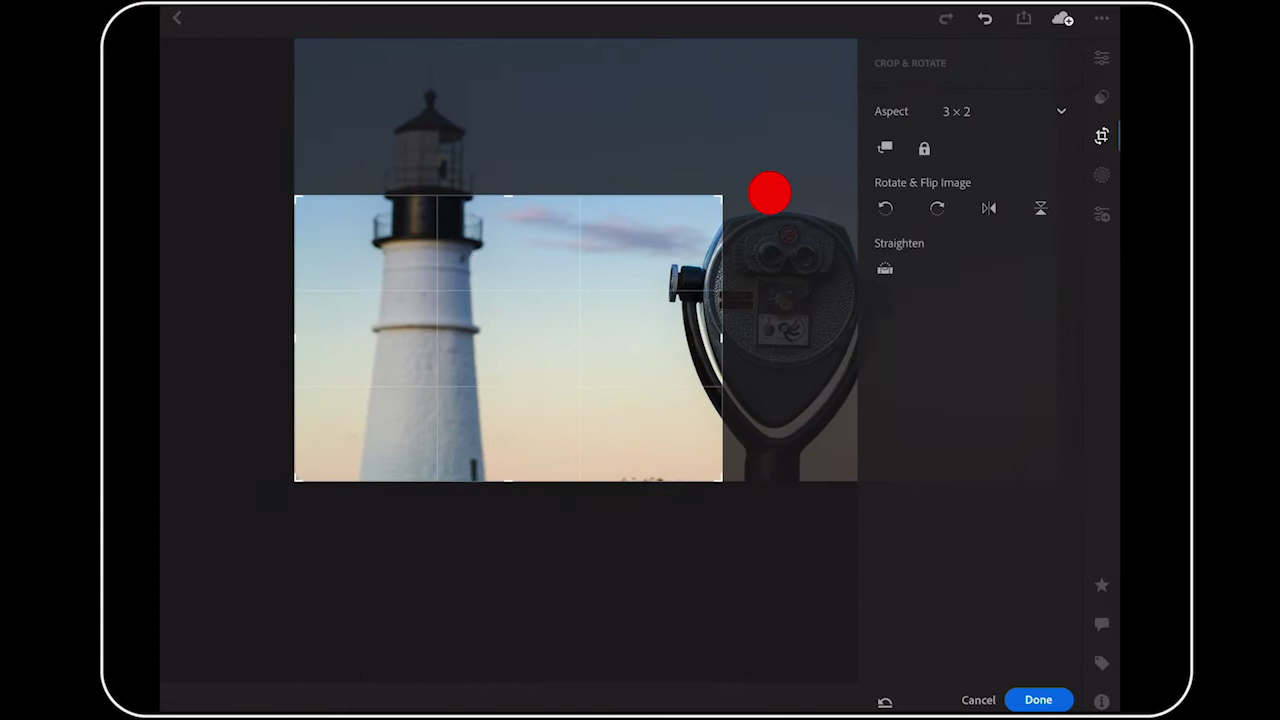 CROP & ROTATE
Aspect 3 × 2
Rotate & Flip Image
Straighten
Cancel Done